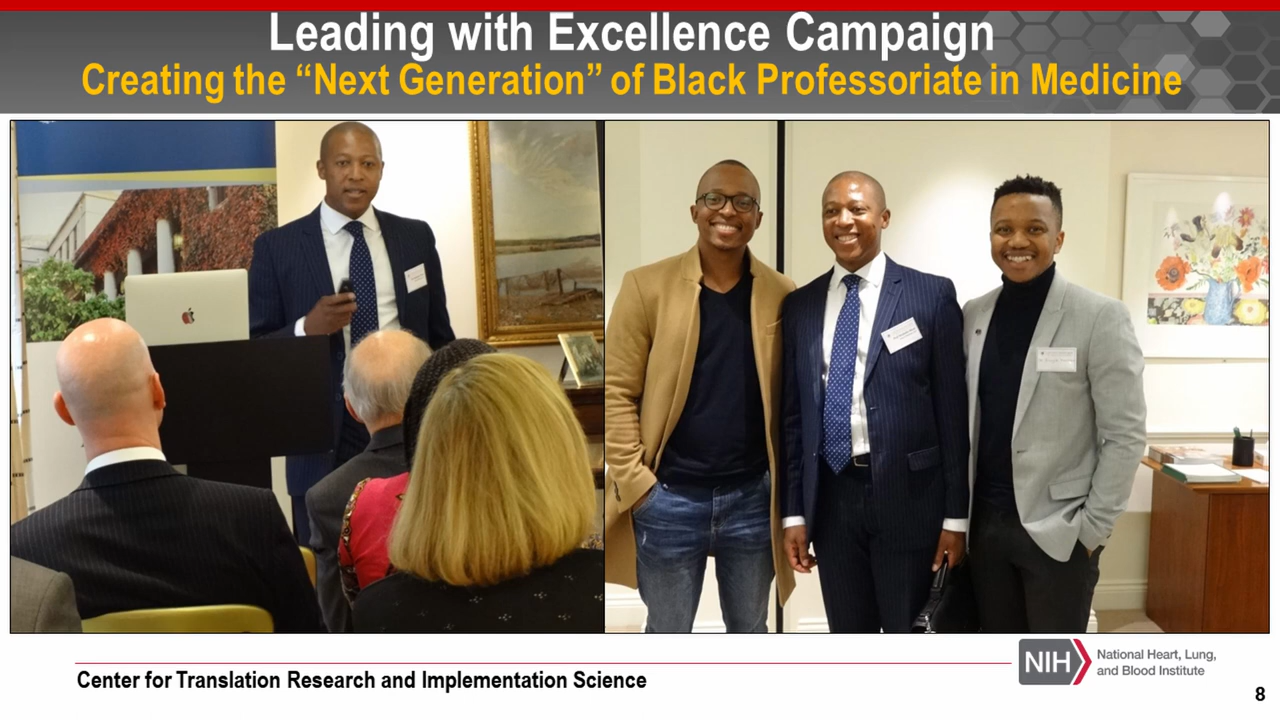 Leading with Excellence Campaign
Creating the “Next Generation” of Black Professoriate in Medicine
Center for Translation Research and Implementation Science
NIH
National Heart, Lung,
and Blood Institute
8